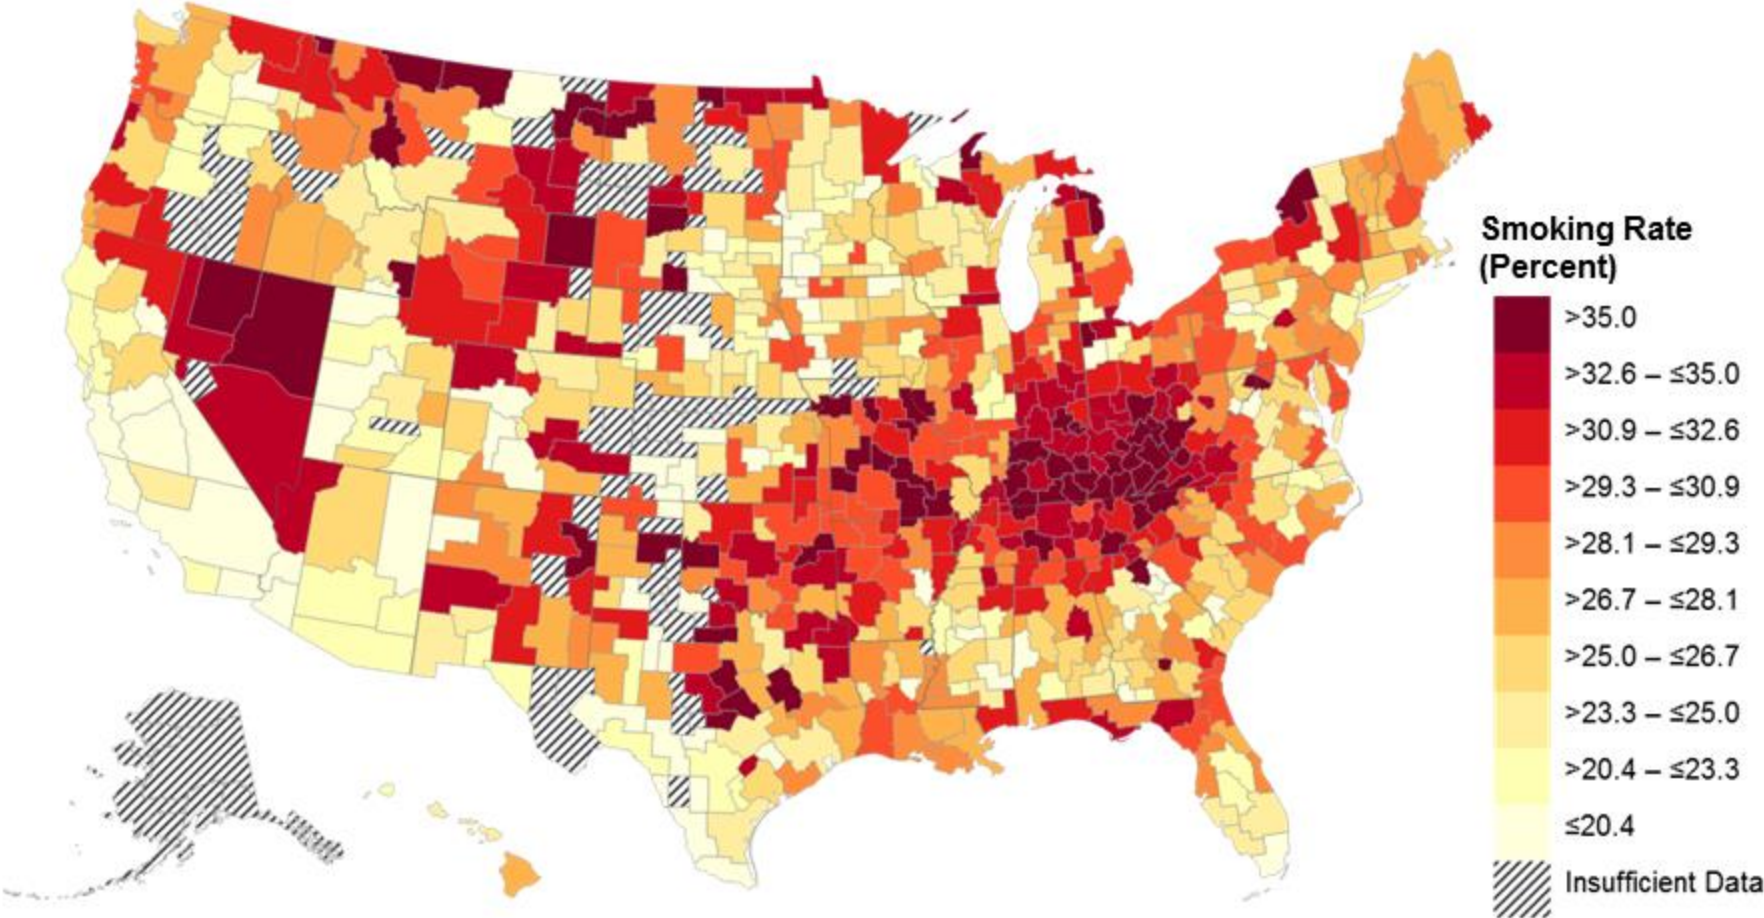 Smoking Rate
(Percent)
>35.0
>32.6 – ≤35.0
>30.9 – ≤32.6
>29.3 – ≤30.9
>28.1 – ≤29.3
>26.7 – ≤28.1
>25.0 – ≤26.7
>23.3 – ≤25.0
>20.4 – ≤23.3
≤20.4
Insufficient Data